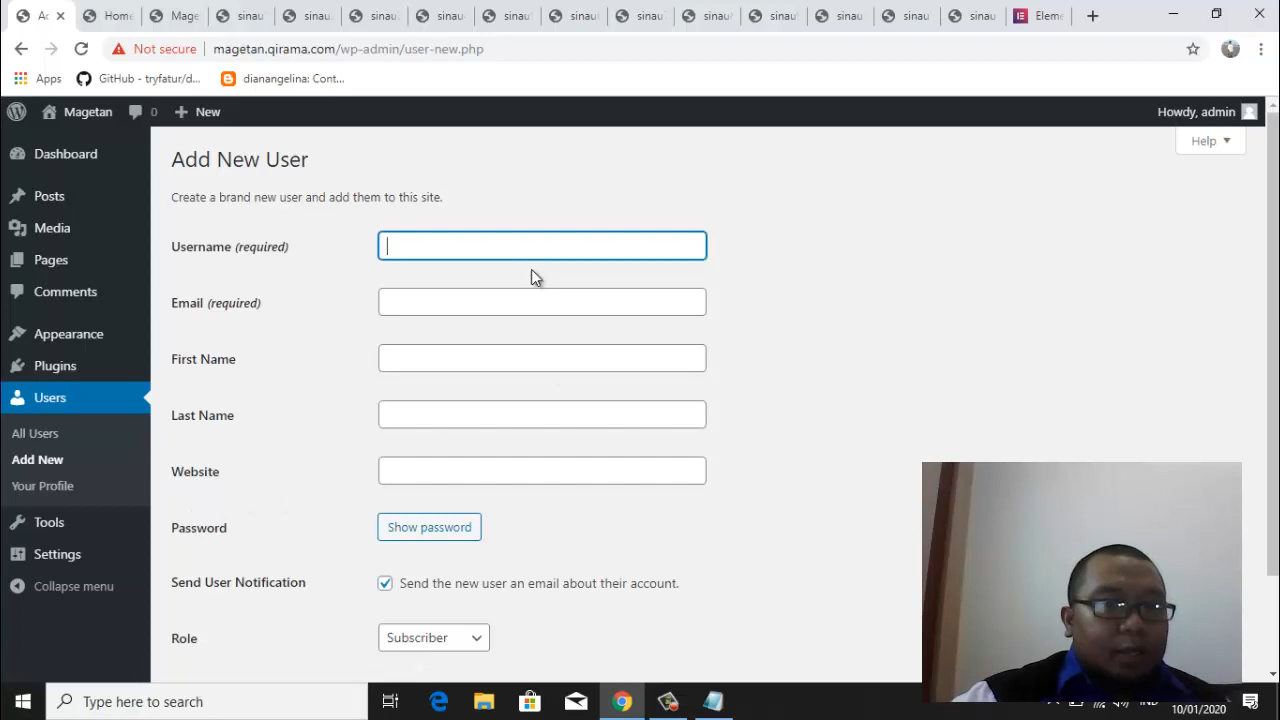 Home
Mage
sinau
sinau
sinau
sinau
sinau
sinau
sinau
sinau
sinau
sinau
sinau
Eleme
Not secure
magetan.qirama.com/wp-admin/user-new.php
Apps
GitHub - tryfatur/d...
dianangelina: Cont...
Magetan
0
New
Howdy, admin
Dashboard
Posts
Media
Pages
Comments
Appearance
Plugins
Users
All Users
Add New
Your Profile
Tools
Settings
Collapse menu
Help
Add New User
Create a brand new user and add them to this site.
Username (required)
Email (required)
First Name
Last Name
Website
Password
Show password
Send User Notification
Send the new user an email about their account.
Role
Subscriber
Type here to search
10/01/2020